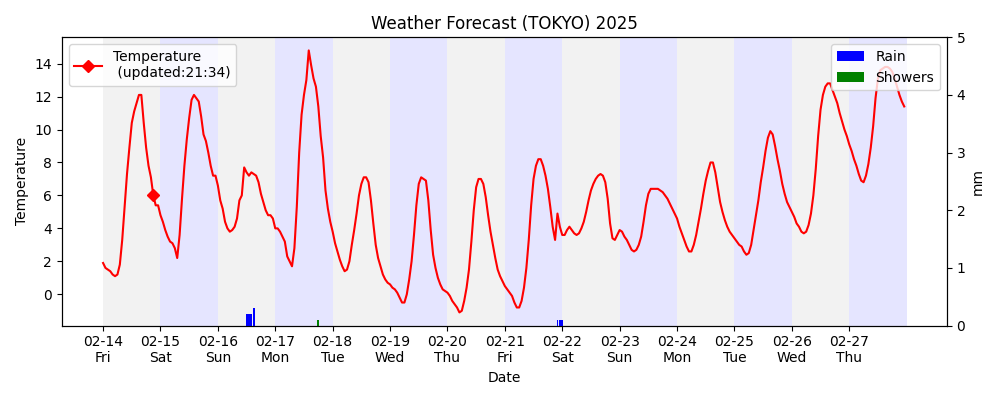 Weather Forecast (TOKYO) 2025
Temperature
(updated:21:34)
Rain
Showers
Temperature
14
12
10
8
6
4
2
0
5
4
3
2
1
0
mm
02-14 02-15 02-16 02-17 02-18 02-19 02-20 02-21 02-22 02-23 02-24 02-25 02-26 02-27
Fri Sat Sun Mon Tue Wed Thu Fri Sat Sun Mon Tue Wed Thu
Date